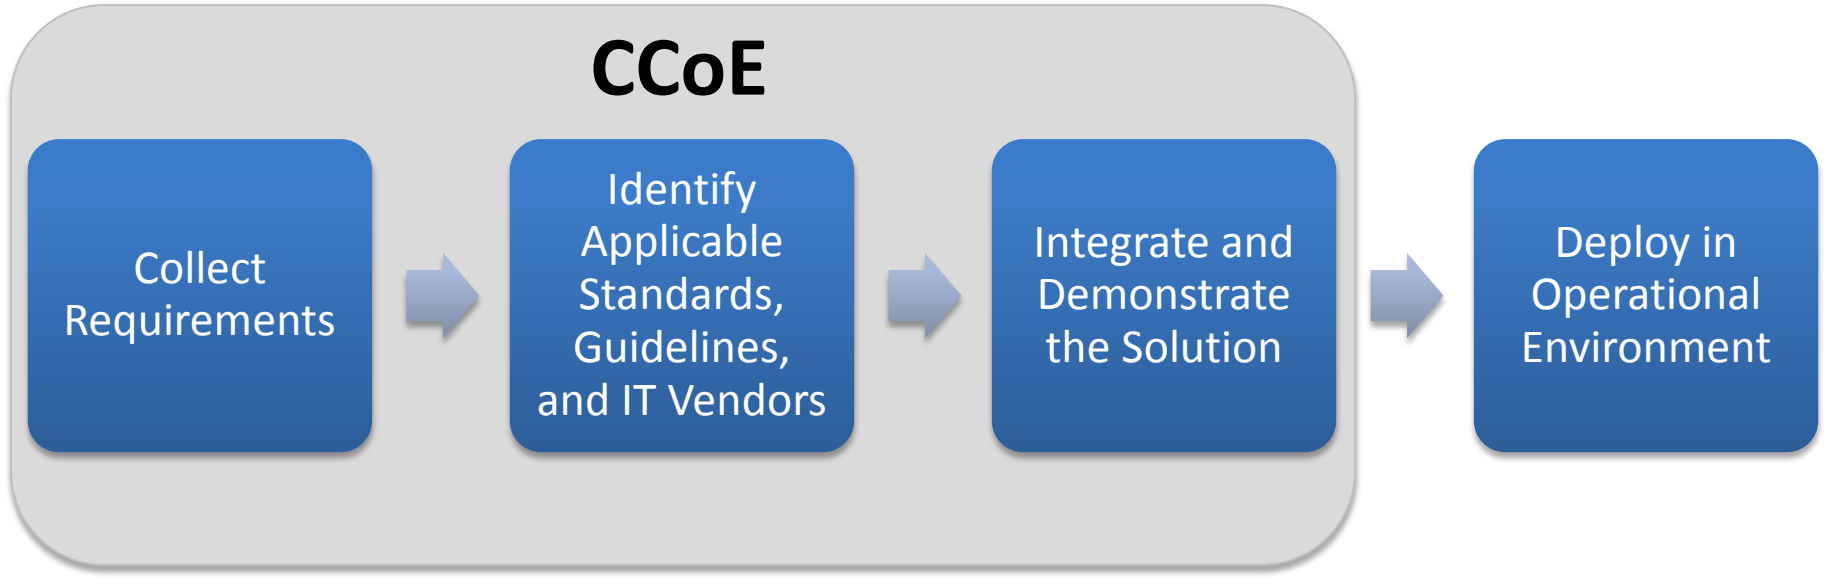 CCoE
Collect
Requirements
Identify
Applicable
Standards,
Guidelines,
and IT Vendors
Integrate and
Demonstrate
the Solution
Deploy in
Operational
Environment